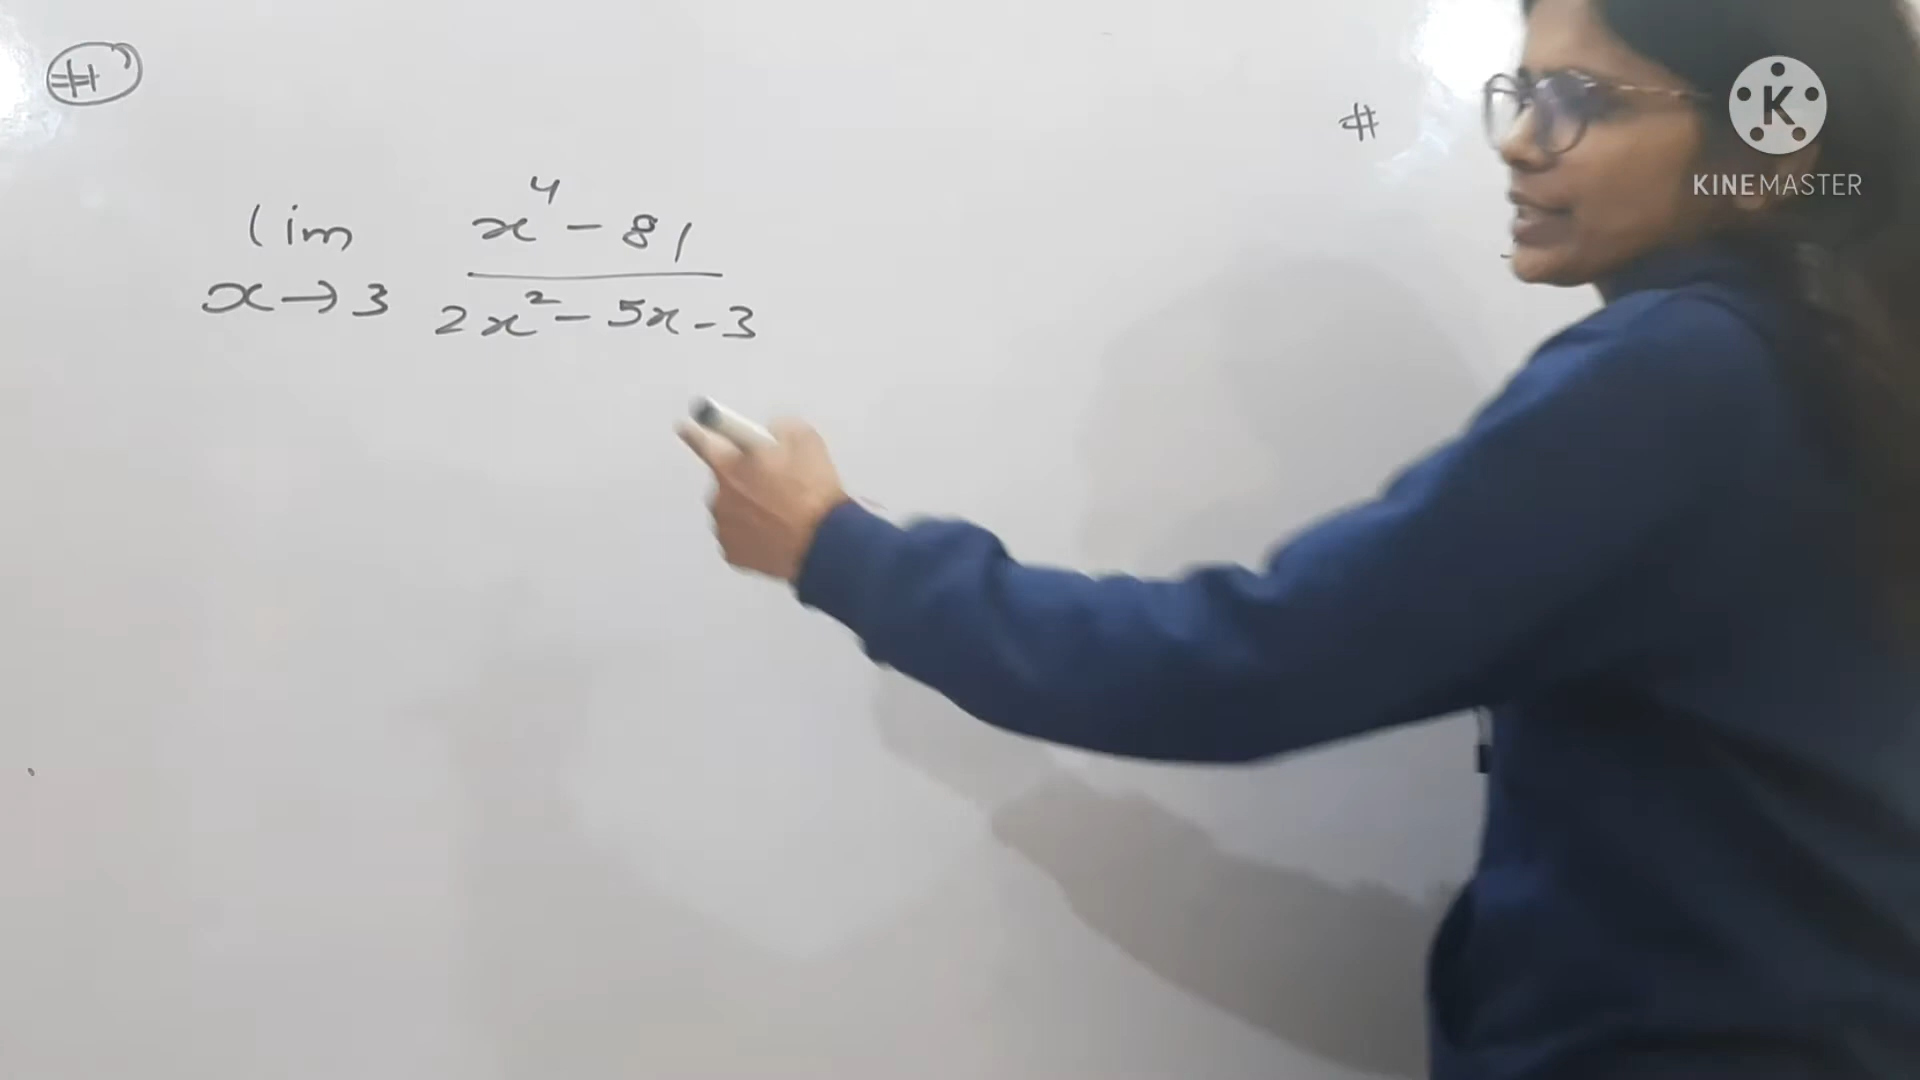 #
#
lim x⁴ - 81
x→3 2x² - 5x - 3
K
KINEMASTER